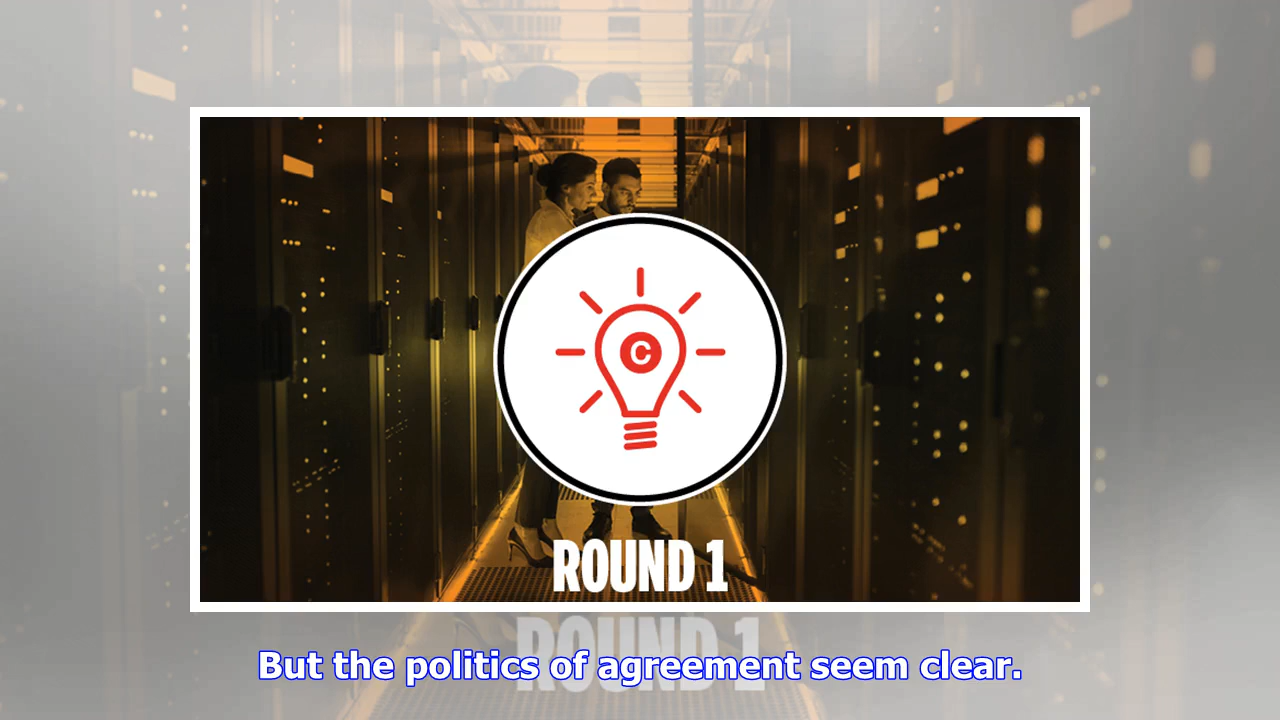 C
ROUND 1
ROUND 1
But the politics of agreement seem clear.